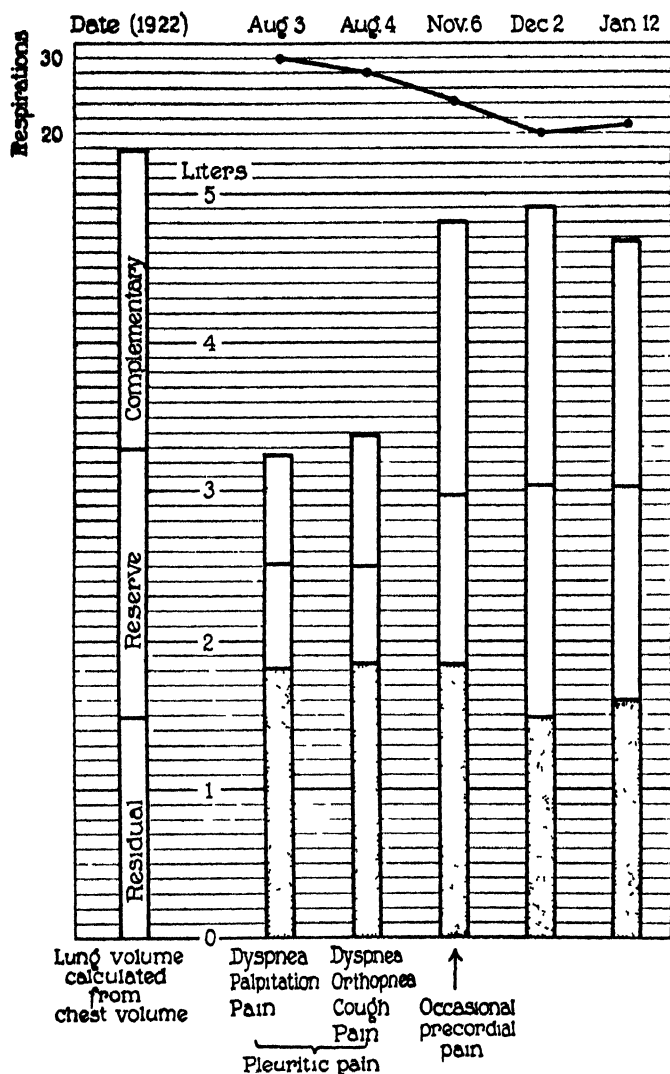 Date (1922) Aug 3 Aug. 4 Nov. 6 Dec 2 Jan 12
Respirations
30
20
Liters
5
4
3
2
1
0
Complementary
Reserve
Residual
Lung volume
calculated
from
chest volume
Dyspnea
Palpitation
Pain
Dyspnea
Orthopnea
Cough
Pain
Pleuritic pain
Occasional
precordial
pain